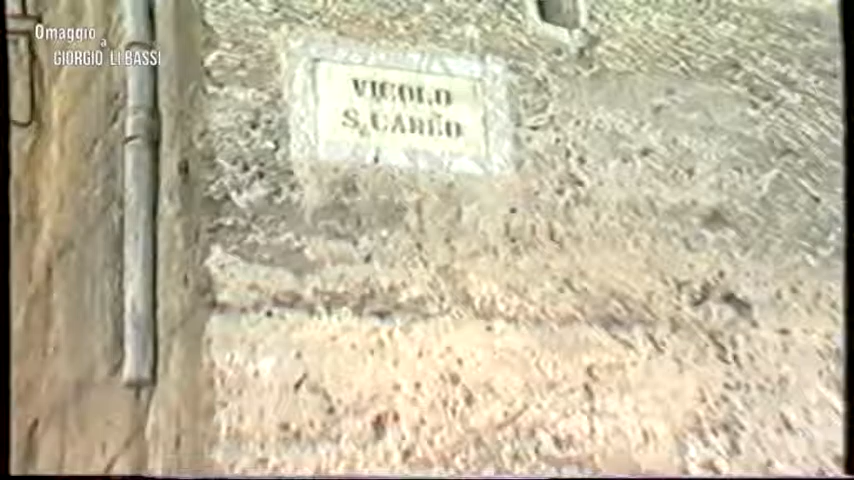 Omaggio
a
GIORGIO LI BASSI
VICOLO
S. CARLO